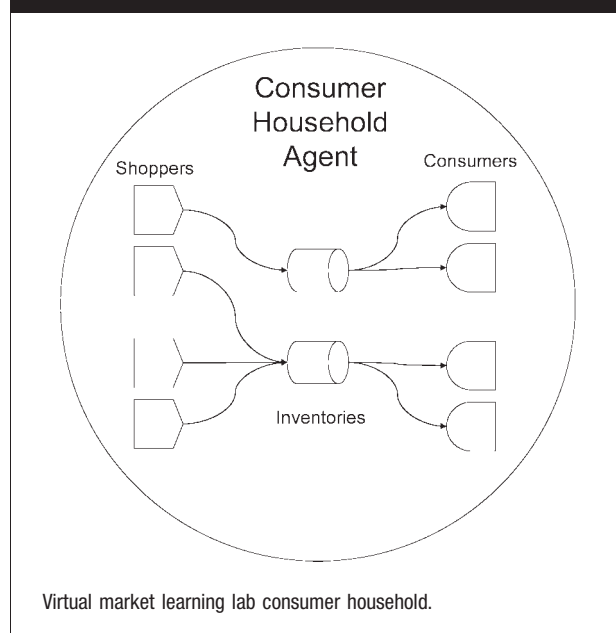 Consumer
Household
Agent
Shoppers
Consumers
Inventories
Virtual market learning lab consumer household.